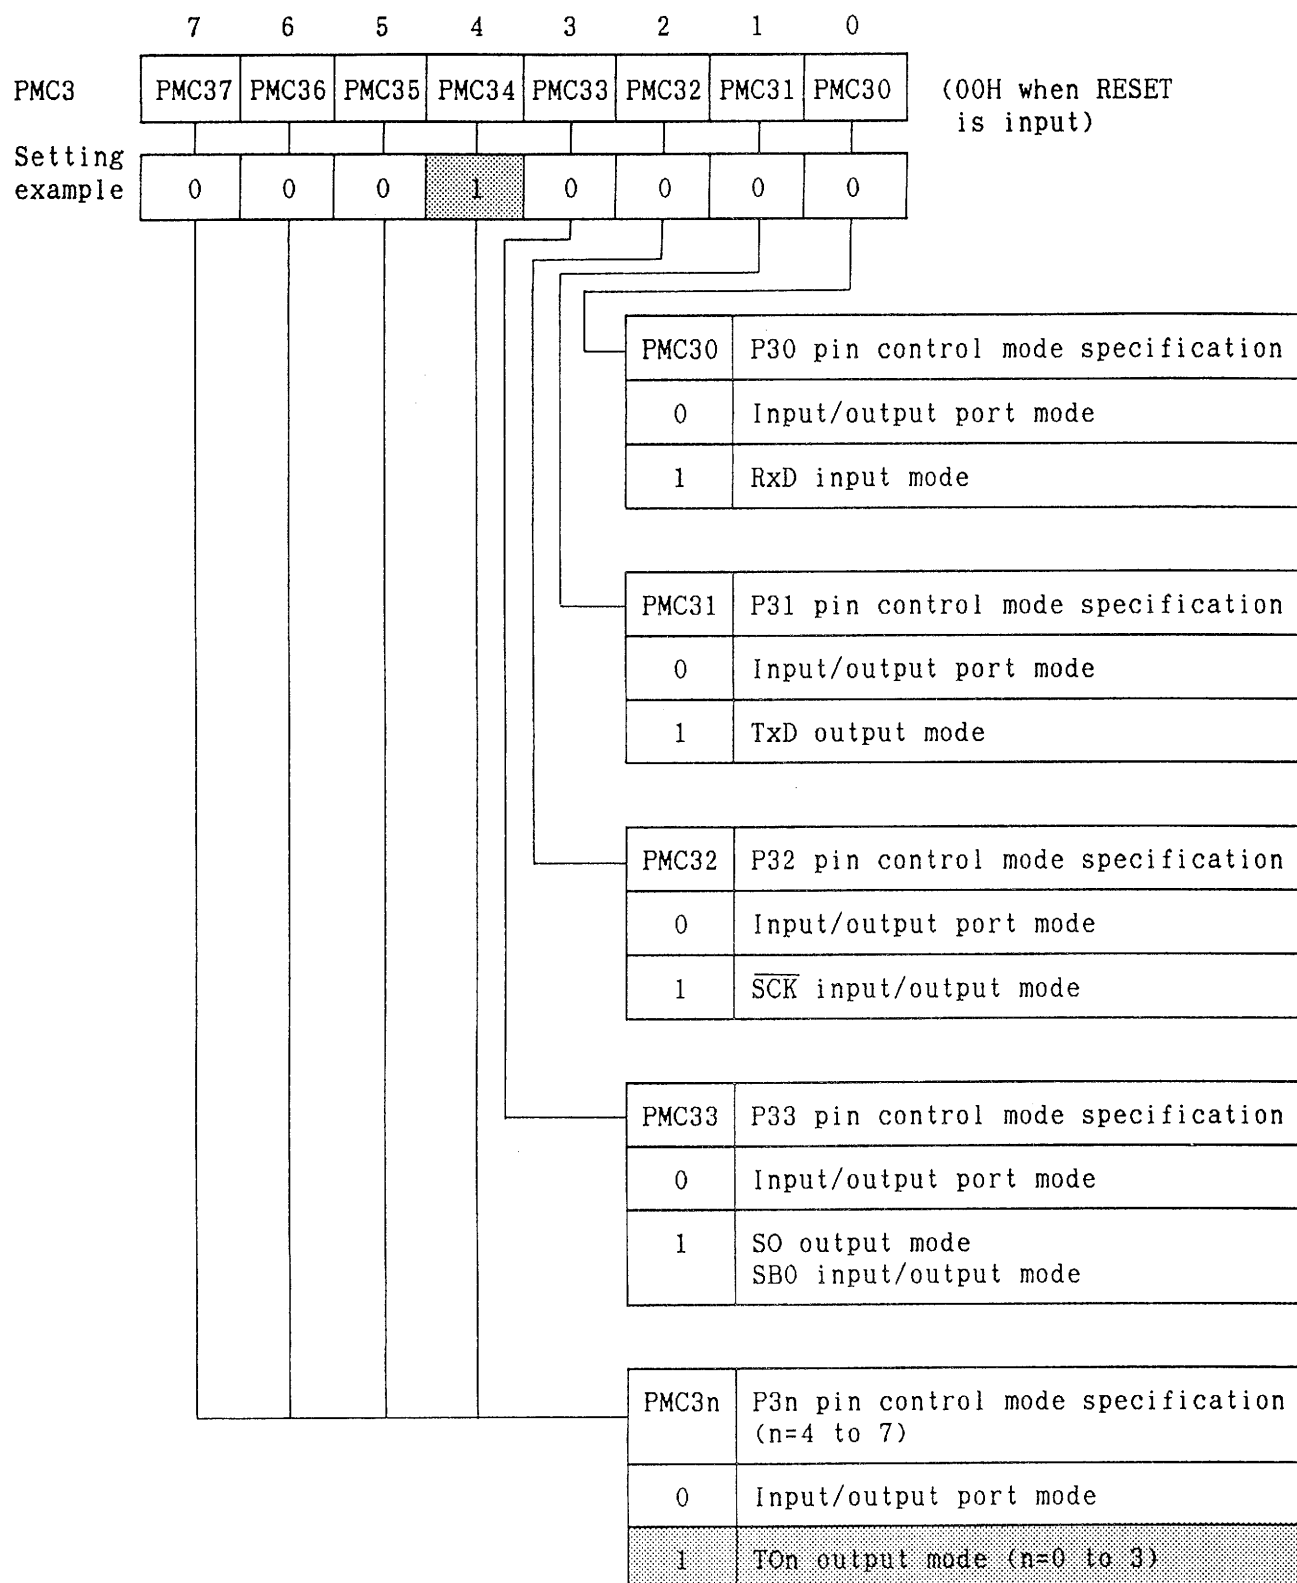 7 6 5 4 3 2 1 0
PMC3 PMC37 PMC36 PMC35 PMC34 PMC33 PMC32 PMC31 PMC30 (00H when RESET
is input)
Setting
example 0 0 0 1 0 0 0 0
PMC30 P30 pin control mode specification
0 Input/output port mode
1 RxD input mode
PMC31 P31 pin control mode specification
0 Input/output port mode
1 TxD output mode
PMC32 P32 pin control mode specification
0 Input/output port mode
1 S̅C̅K̅ input/output mode
PMC33 P33 pin control mode specification
0 Input/output port mode
1 SO output mode
SB0 input/output mode
PMC3n P3n pin control mode specification
(n=4 to 7)
0 Input/output port mode
1 TOn output mode (n=0 to 3)